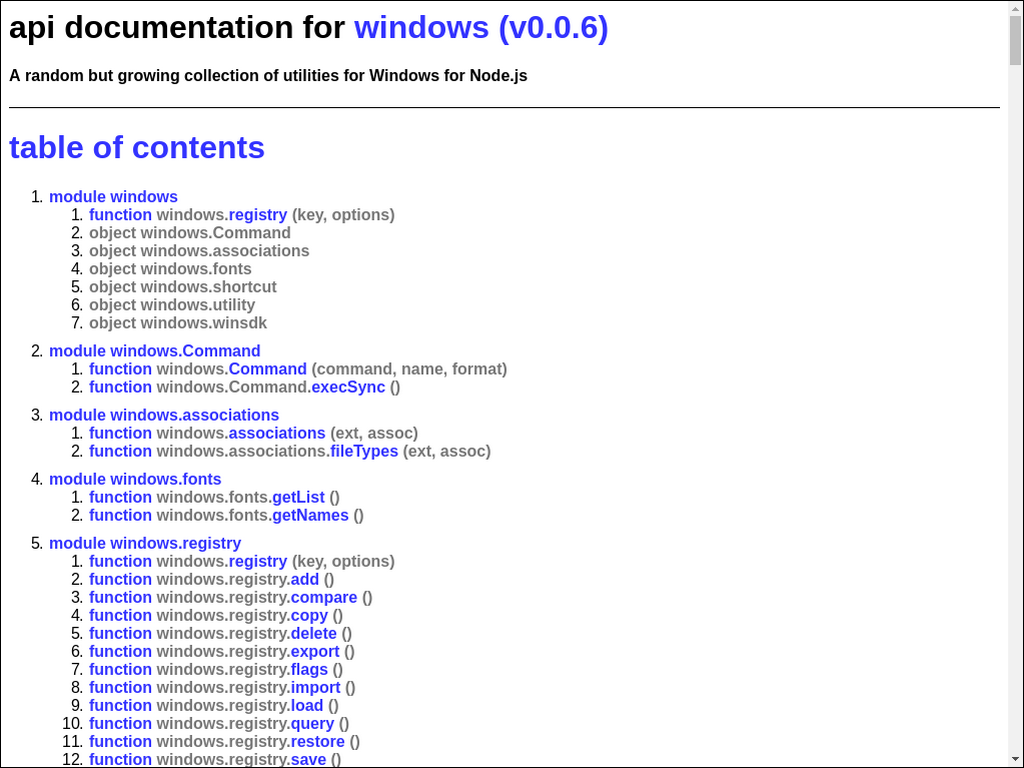 api documentation for windows (v0.0.6)
A random but growing collection of utilities for Windows for Node.js
table of contents
1. module windows
1. function windows.registry (key, options)
2. object windows.Command
3. object windows.associations
4. object windows.fonts
5. object windows.shortcut
6. object windows.utility
7. object windows.winsdk
2. module windows.Command
1. function windows.Command (command, name, format)
2. function windows.Command.execSync ()
3. module windows.associations
1. function windows.associations (ext, assoc)
2. function windows.associations.fileTypes (ext, assoc)
4. module windows.fonts
1. function windows.fonts.getList ()
2. function windows.fonts.getNames ()
5. module windows.registry
1. function windows.registry (key, options)
2. function windows.registry.add ()
3. function windows.registry.compare ()
4. function windows.registry.copy ()
5. function windows.registry.delete ()
6. function windows.registry.export ()
7. function windows.registry.flags ()
8. function windows.registry.import ()
9. function windows.registry.load ()
10. function windows.registry.query ()
11. function windows.registry.restore ()
12. function windows.registry.save ()